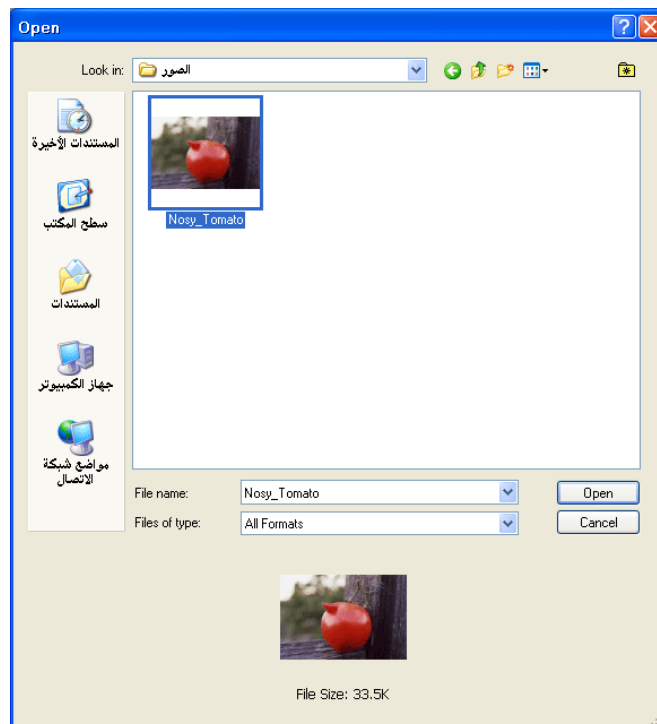 Open
Look in:
الصور
المستندات الأخيرة
سطح المكتب
المستندات
جهاز الكمبيوتر
مواضع شبكة
الاتصال
Nosy_Tomato
File name:
Nosy_Tomato
Open
Files of type:
All Formats
Cancel
File Size: 33.5K